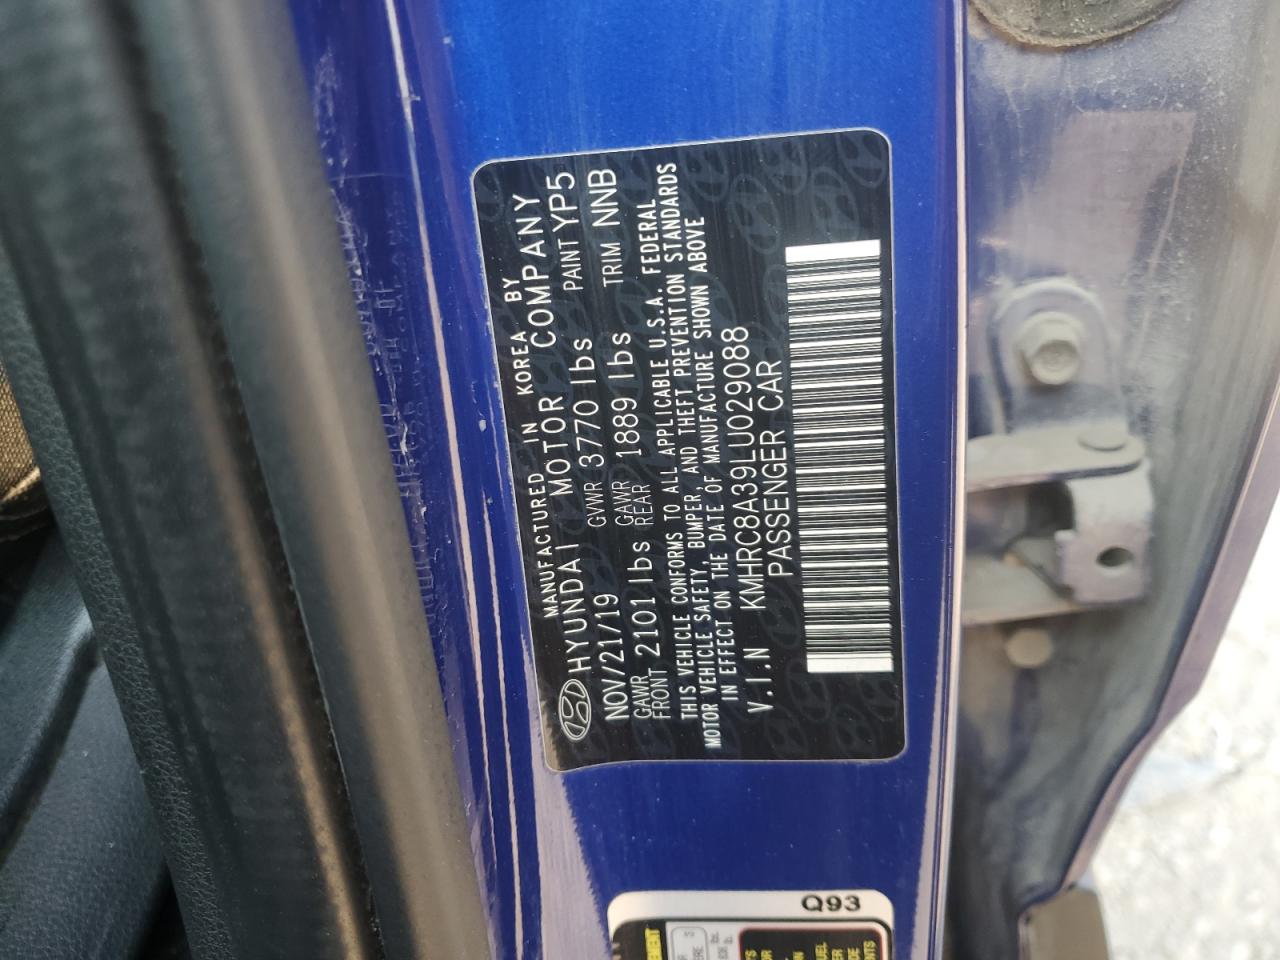 MANUFACTURED IN KOREA BY
HYUNDAI MOTOR COMPANY
NOV/21/19 GVWR 3770 lbs PAINT YP5
GAWR FRONT 2101 lbs GAWR REAR 1889 lbs TRIM NNB
THIS VEHICLE CONFORMS TO ALL APPLICABLE U.S.A. FEDERAL
MOTOR VEHICLE SAFETY, BUMPER, AND THEFT PREVENTION STANDARDS
IN EFFECT ON THE DATE OF MANUFACTURE SHOWN ABOVE
V.I.N KMHRC8A39LU029088
PASSENGER CAR
Q93